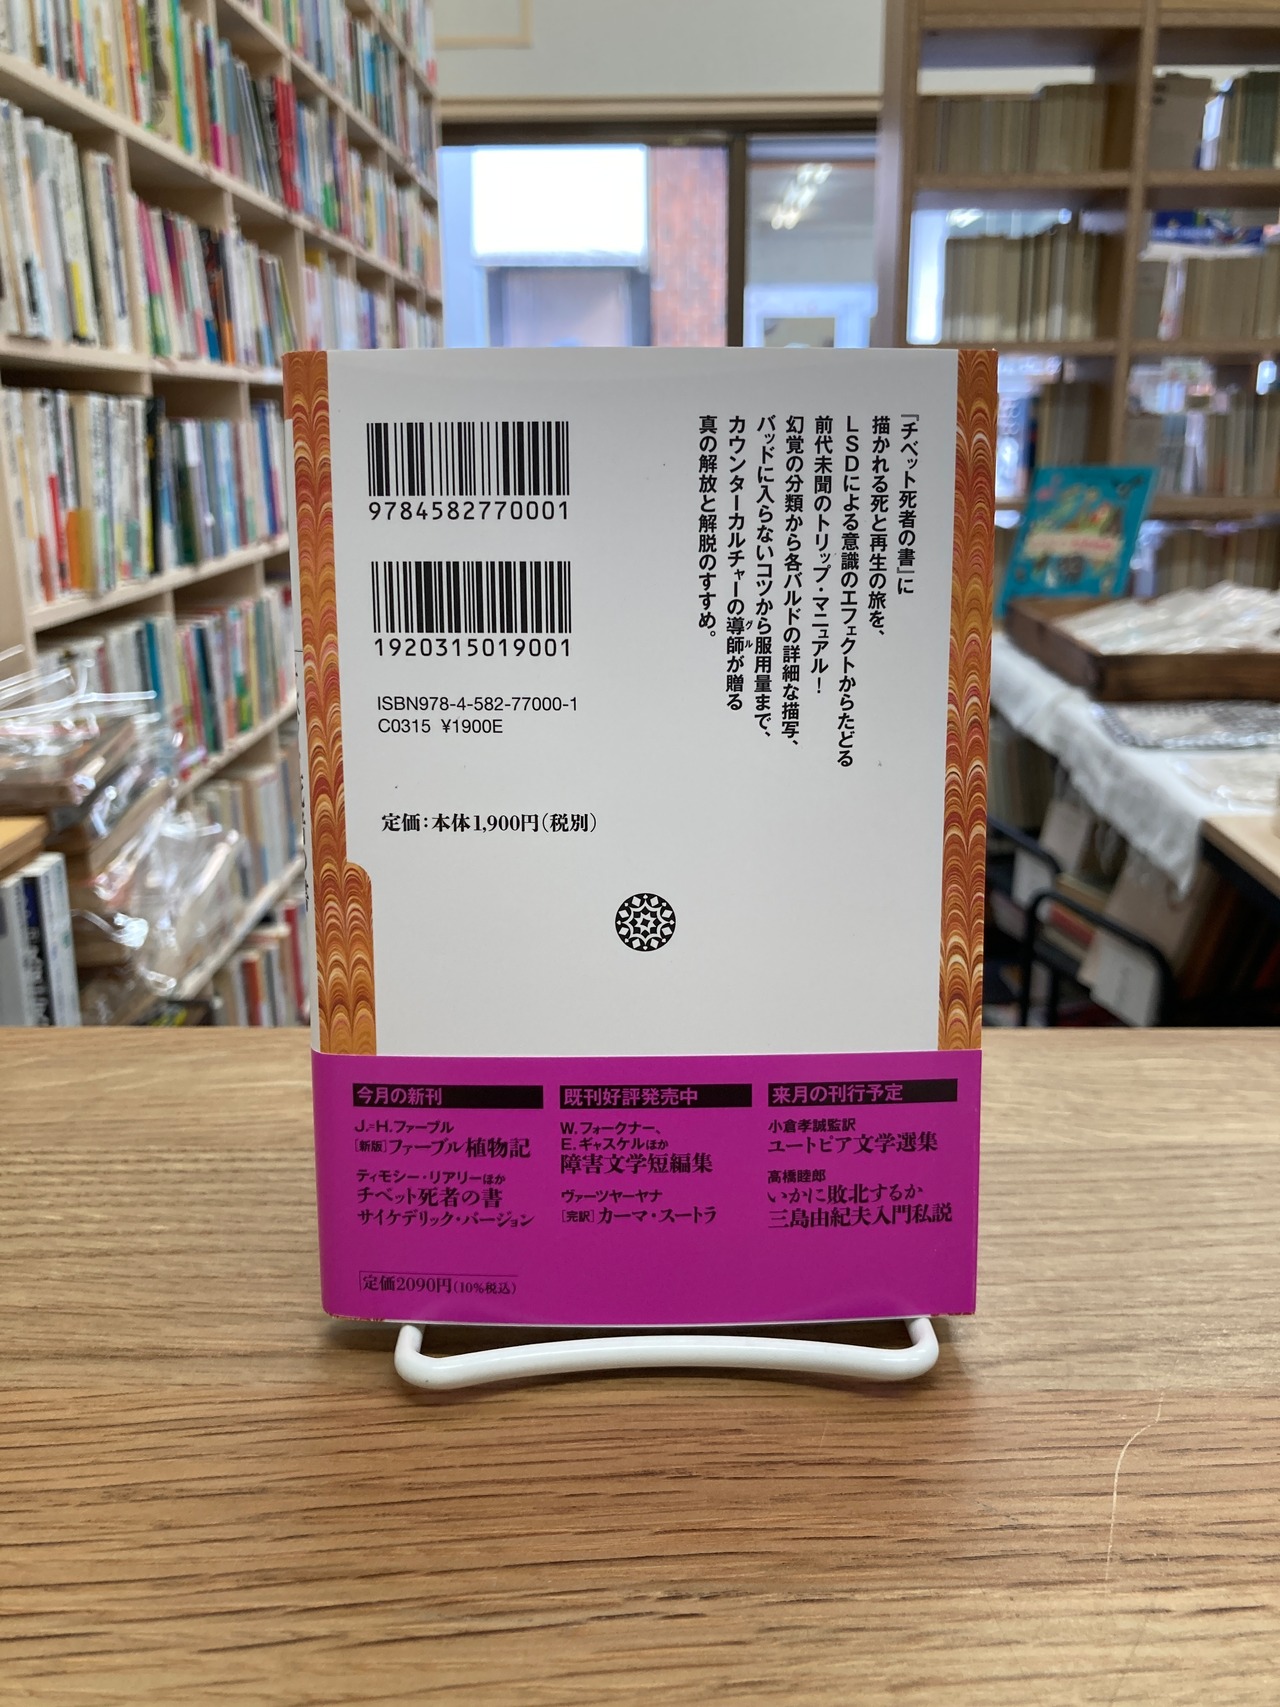 『チベット死者の書』に
描かれる死と再生の旅を、
LSDによる意識のエフェクトからたどる
前代未聞のトリップ・マニュアル！
幻覚の分類から各バルドの詳細な描写、
バッドに入らないコツから服用量まで、
カウンターカルチャーの導師が贈る
グル
真の解放と解脱のすすめ。
9784582770001
1920315019001
ISBN978-4-582-77000-1
C0315 ¥1900E
定価：本体1,900円（税別）
今月の新刊
J.=H.ファーブル
［新版］ファーブル植物記
ティモシー・リアリーほか
チベット死者の書
サイケデリック・バージョン
定価2090円（10%税込）
既刊好評発売中
W.フォークナー、
E.ギャスケルほか
障害文学短編集
ヴァーツヤーヤナ
［完訳］カーマ・スートラ
来月の刊行予定
小倉孝誠監訳
ユートピア文学選集
高橋睦郎
いかに敗北するか
三島由紀夫入門私説